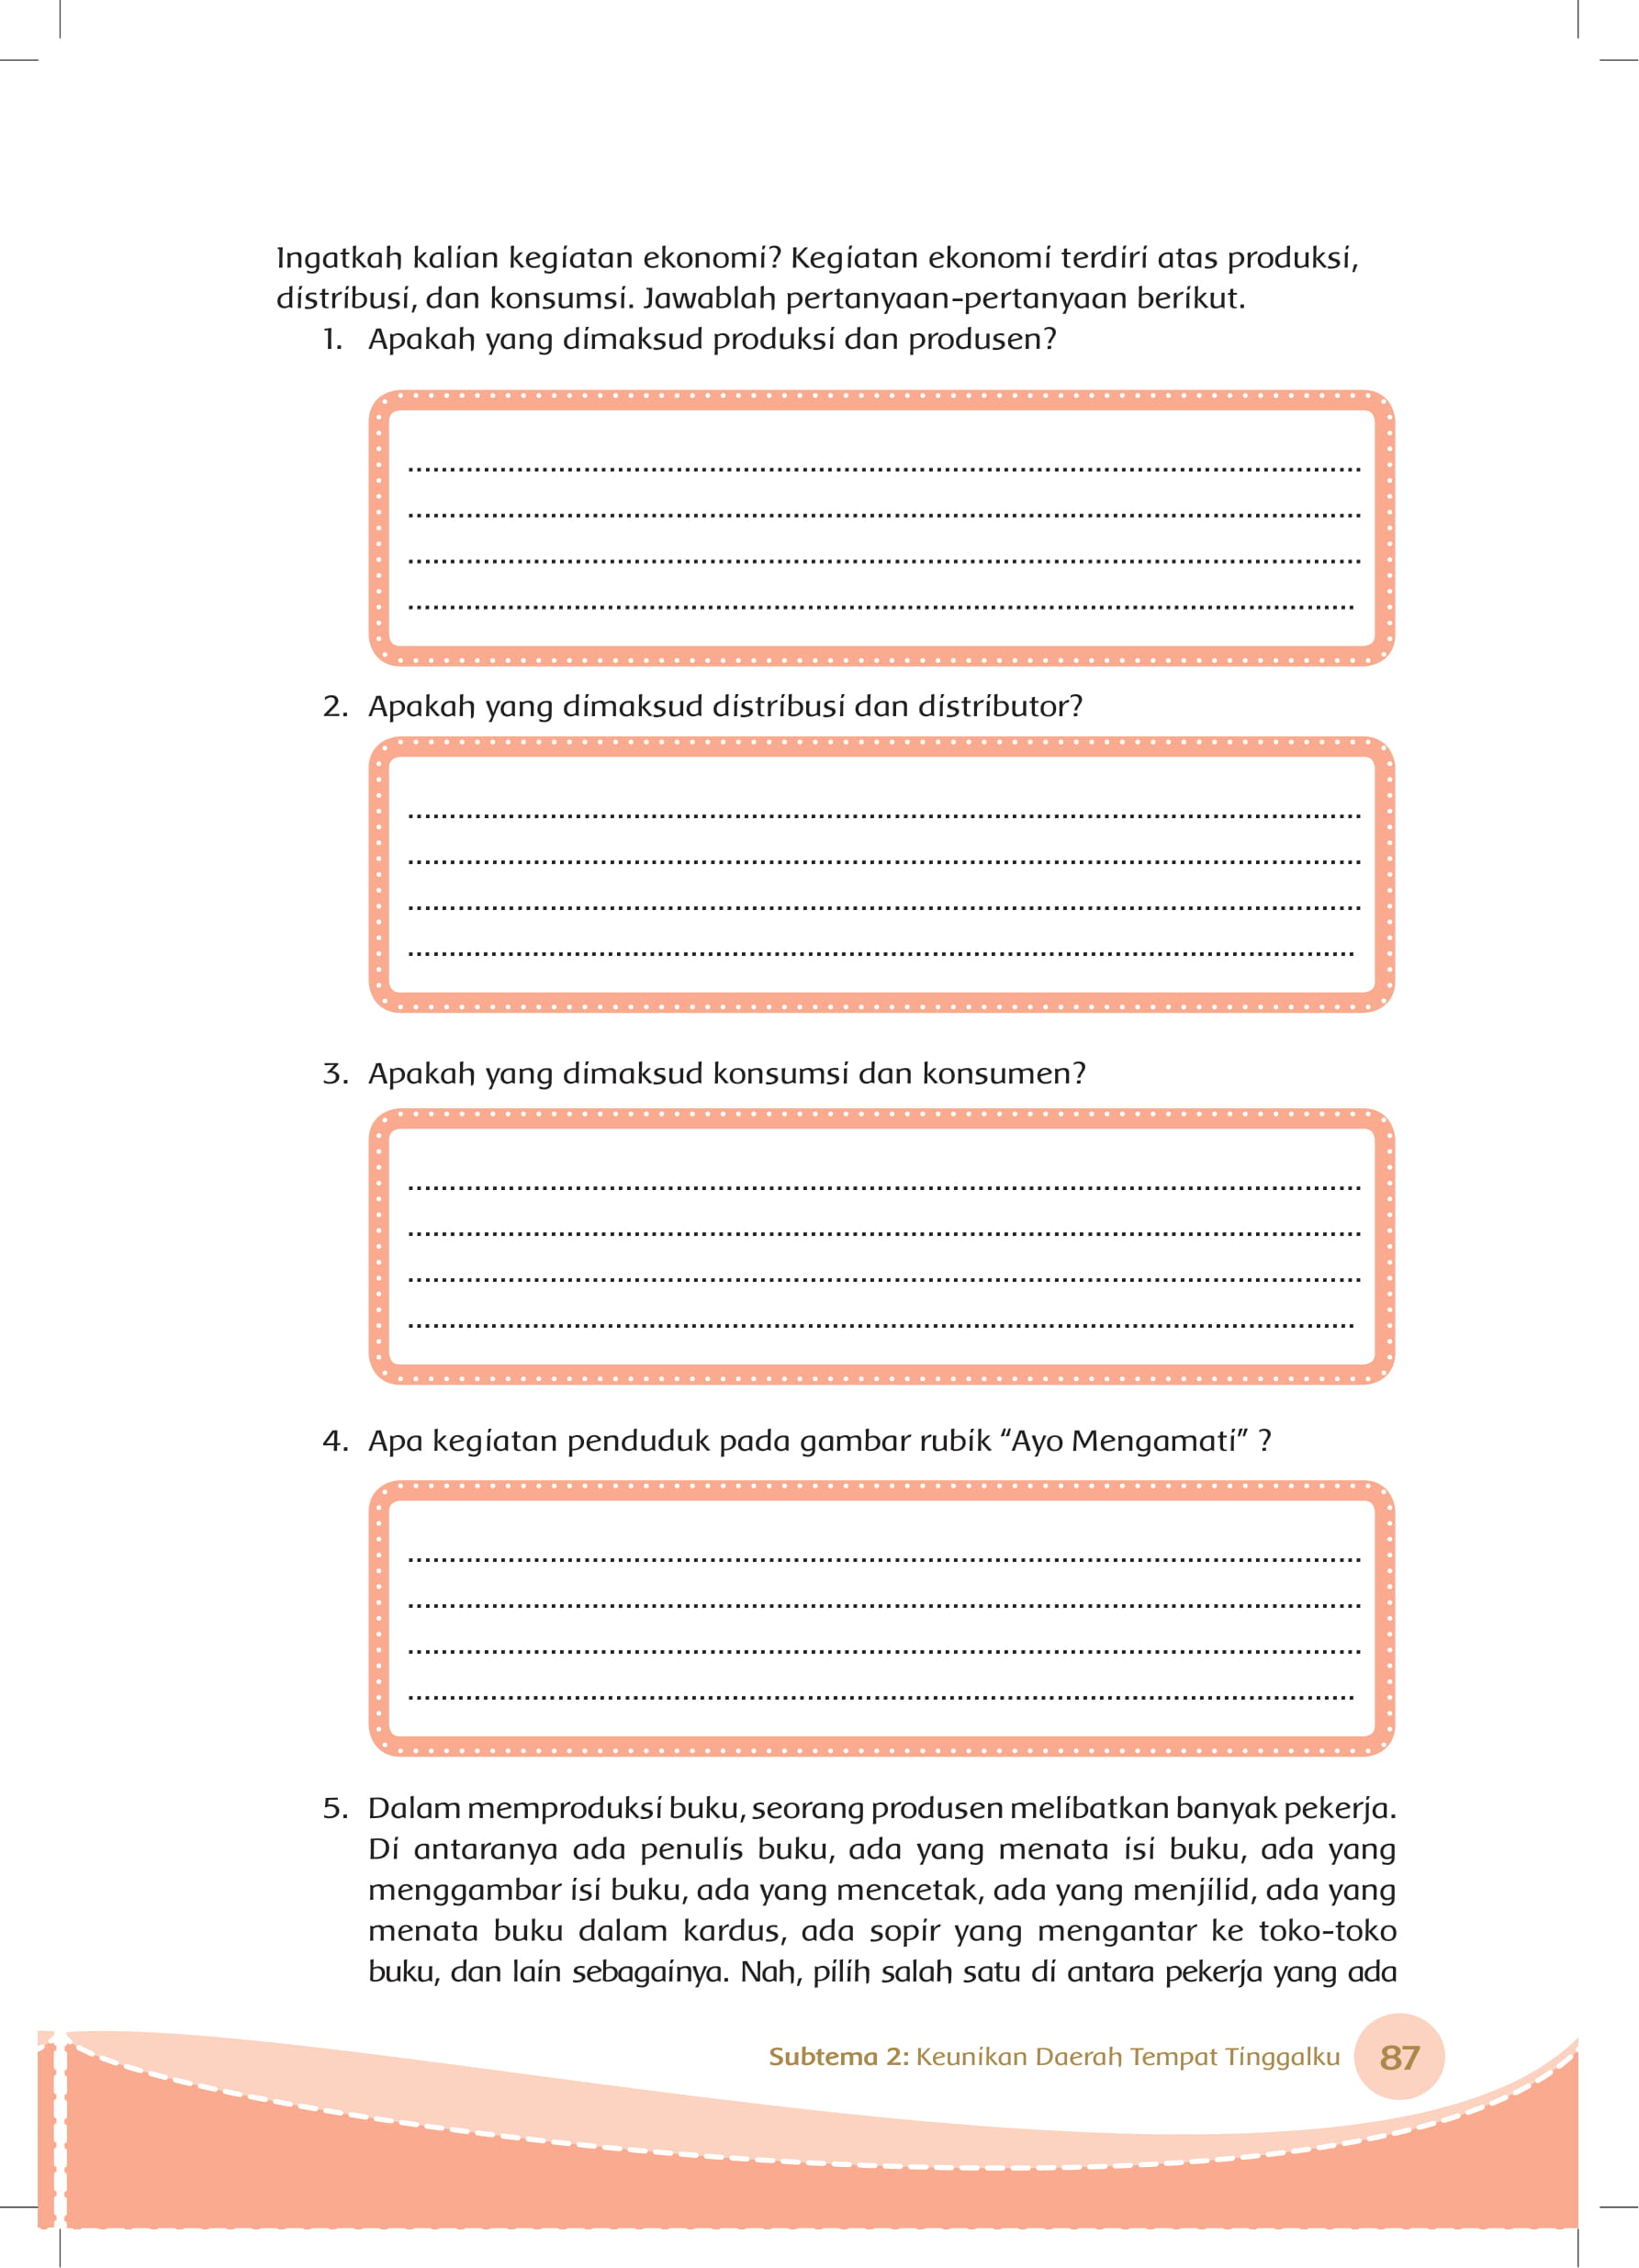 Ingatkah kalian kegiatan ekonomi? Kegiatan ekonomi terdiri atas produksi,
distribusi, dan konsumsi. Jawablah pertanyaan-pertanyaan berikut.
1. Apakah yang dimaksud produksi dan produsen?
2. Apakah yang dimaksud distribusi dan distributor?
3. Apakah yang dimaksud konsumsi dan konsumen?
4. Apa kegiatan penduduk pada gambar rubik “Ayo Mengamati” ?
5. Dalam memproduksi buku, seorang produsen melibatkan banyak pekerja.
Di antaranya ada penulis buku, ada yang menata isi buku, ada yang
menggambar isi buku, ada yang mencetak, ada yang menjilid, ada yang
menata buku dalam kardus, ada sopir yang mengantar ke toko-toko
buku, dan lain sebagainya. Nah, pilih salah satu di antara pekerja yang ada
Subtema 2: Keunikan Daerah Tempat Tinggalku 87